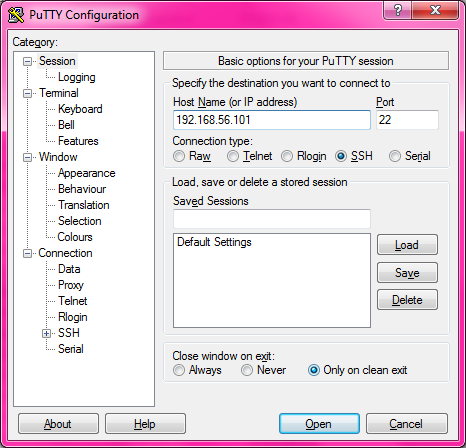 PuTTY Configuration
Category:
Session
Logging
Terminal
Keyboard
Bell
Features
Window
Appearance
Behaviour
Translation
Selection
Colours
Connection
Data
Proxy
Telnet
Rlogin
SSH
Serial
Basic options for your PuTTY session
Specify the destination you want to connect to
Host Name (or IP address) Port
192.168.56.101 22
Connection type:
Raw Telnet Rlogin SSH Serial
Load, save or delete a stored session
Saved Sessions
Default Settings
Load
Save
Delete
Close window on exit:
Always Never Only on clean exit
About Help Open Cancel